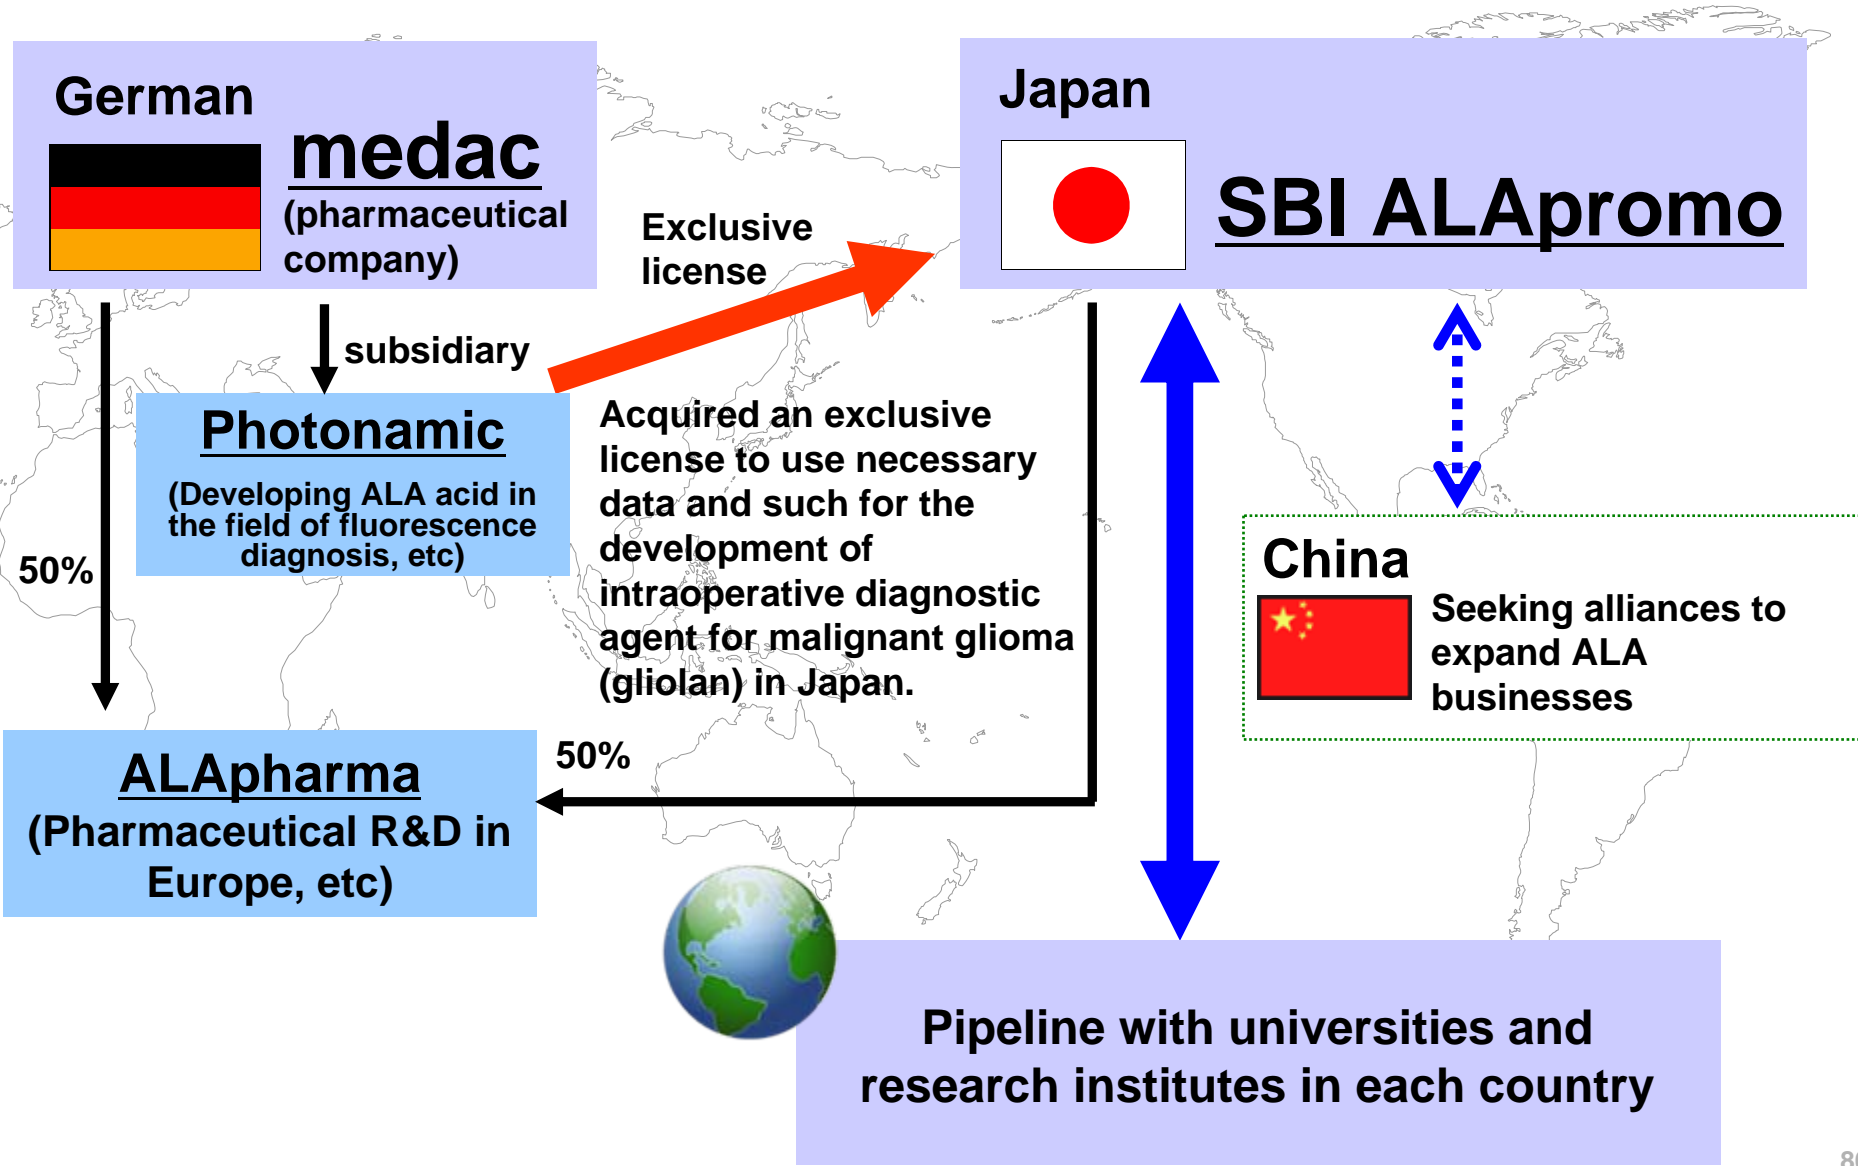 German
medac
(pharmaceutical
company)
Japan
SBI ALApromo
Exclusive
license
subsidiary
Photonamic
(Developing ALA acid in
the field of fluorescence
diagnosis, etc)
50%
Acquired an exclusive
license to use necessary
data and such for the
development of
intraoperative diagnostic
agent for malignant glioma
(gliolan) in Japan.
China
Seeking alliances to
expand ALA
businesses
50%
ALApharma
(Pharmaceutical R&D in
Europe, etc)
Pipeline with universities and
research institutes in each country